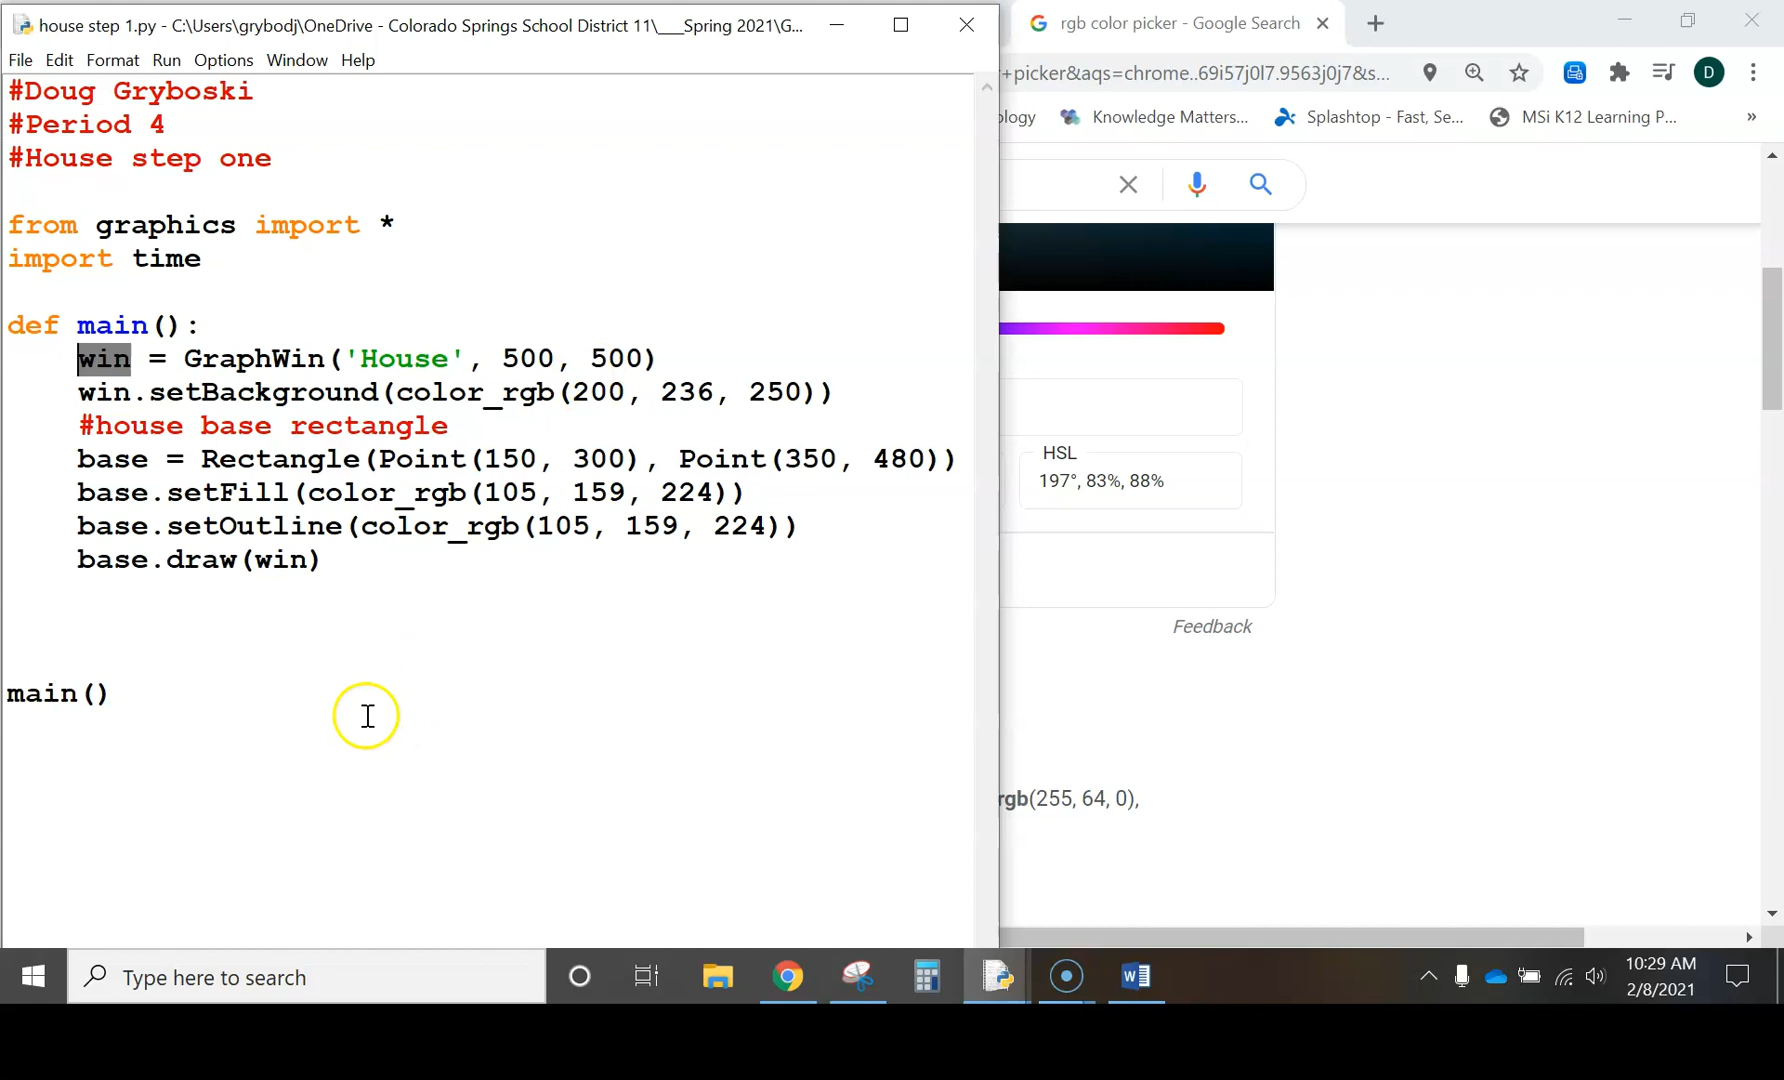 house step 1.py - C:\Users\grybodj\OneDrive - Colorado Springs School District 11\___Spring 2021\G...
File Edit Format Run Options Window Help
#Doug Gryboski
#Period 4
#House step one
from graphics import *
import time
def main():
win = GraphWin('House', 500, 500)
win.setBackground(color_rgb(200, 236, 250))
#house base rectangle
base = Rectangle(Point(150, 300), Point(350, 480))
base.setFill(color_rgb(105, 159, 224))
base.setOutline(color_rgb(105, 159, 224))
base.draw(win)
main()
rgb color picker - Google Search
+picker&aqs=chrome..69i57j0l7.9563j0j7&s...
D
ology Knowledge Matters... Splashtop - Fast, Se... MSi K12 Learning P... »
HSL
197°, 83%, 88%
Feedback
rgb(255, 64, 0),
Type here to search
10:29 AM
2/8/2021